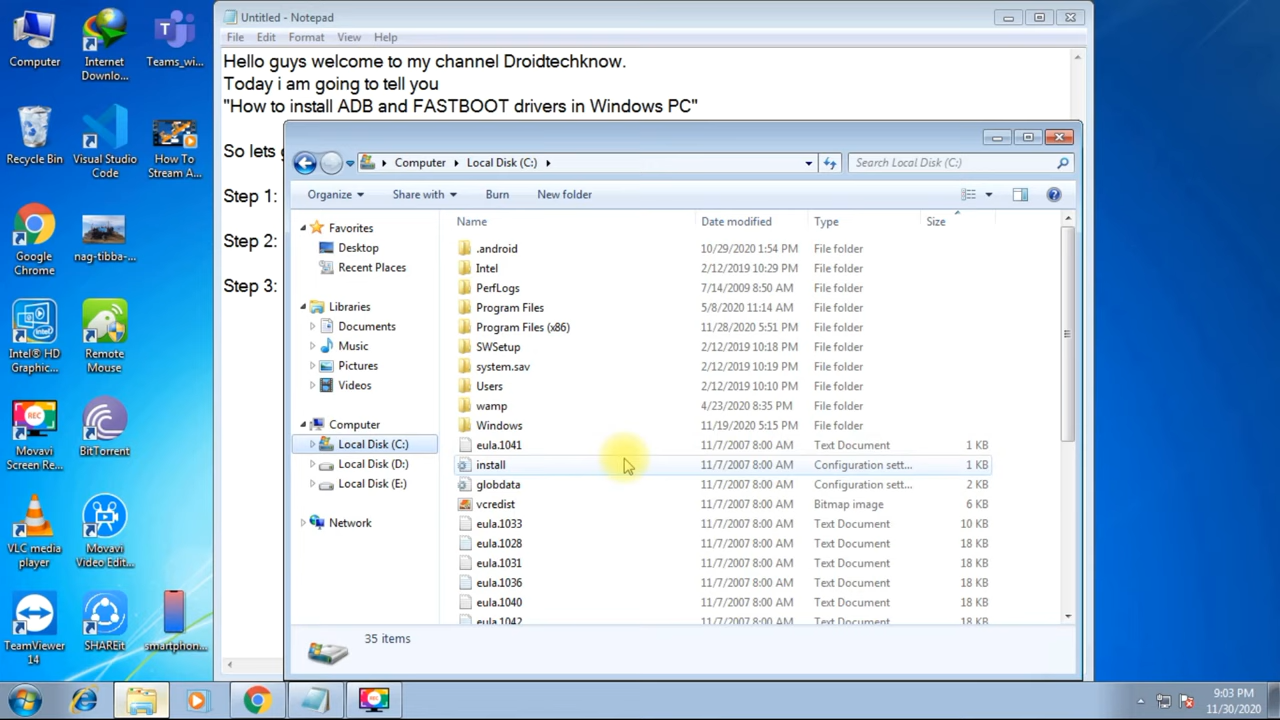 Computer
Internet
Downlo...
Teams_wi...
Recycle Bin
Visual Studio
Code
How To
Stream A...
Google
Chrome
nag-tibba-...
Intel® HD
Graphic...
Remote
Mouse
REC
Movavi
Screen Re...
BitTorrent
VLC media
player
Movavi
Video Edit...
TeamViewer
14
SHAREit
smartphon...
Untitled - Notepad
File Edit Format View Help
Hello guys welcome to my channel Droidtechknow.
Today i am going to tell you
"How to install ADB and FASTBOOT drivers in Windows PC"
So lets
Step 1:
Step 2:
Step 3:
Computer Local Disk (C:)
Search Local Disk (C:)
Organize Share with Burn New folder
Favorites
Desktop
Recent Places
Libraries
Documents
Music
Pictures
Videos
Computer
Local Disk (C:)
Local Disk (D:)
Local Disk (E:)
Network
Name Date modified Type Size
.android 10/29/2020 1:54 PM File folder
Intel 2/12/2019 10:29 PM File folder
PerfLogs 7/14/2009 8:50 AM File folder
Program Files 5/8/2020 11:14 AM File folder
Program Files (x86) 11/28/2020 5:51 PM File folder
SWSetup 2/12/2019 10:18 PM File folder
system.sav 2/12/2019 10:19 PM File folder
Users 2/12/2019 10:10 PM File folder
wamp 4/23/2020 8:35 PM File folder
Windows 11/19/2020 5:15 PM File folder
eula.1041 11/7/2007 8:00 AM Text Document 1 KB
install 11/7/2007 8:00 AM Configuration sett... 1 KB
globdata 11/7/2007 8:00 AM Configuration sett... 2 KB
vcredist 11/7/2007 8:00 AM Bitmap image 6 KB
eula.1033 11/7/2007 8:00 AM Text Document 10 KB
eula.1028 11/7/2007 8:00 AM Text Document 18 KB
eula.1031 11/7/2007 8:00 AM Text Document 18 KB
eula.1036 11/7/2007 8:00 AM Text Document 18 KB
eula.1040 11/7/2007 8:00 AM Text Document 18 KB
eula.1042 11/7/2007 8:00 AM Text Document 18 KB
35 items
REC
9:03 PM
11/30/2020